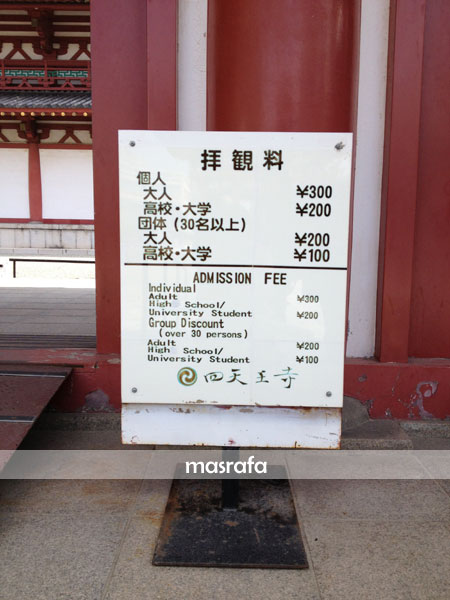 拝観料
個人
大人 ¥300
高校・大学 ¥200
団体（30名以上）
大人 ¥200
高校・大学 ¥100
ADMISSION FEE
Individual
Adult ¥300
High School/
University Student ¥200
Group Discount
(over 30 persons)
Adult ¥200
High School/
University Student ¥100
四天王寺
masrafa